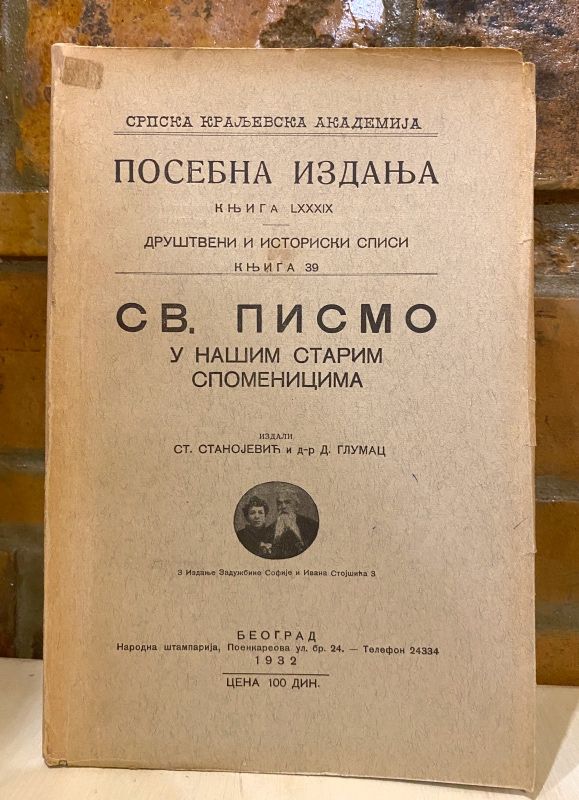 СРПСКА КРАЉЕВСКА АКАДЕМИЈА
ПОСЕБНА ИЗДАЊА
КЊИГА LXXXIX
ДРУШТВЕНИ И ИСТОРИСКИ СПИСИ
КЊИГА 39
СВ. ПИСМО
У НАШИМ СТАРИМ
СПОМЕНИЦИМА
ИЗДАЛИ
СТ. СТАНОЈЕВИЋ и д-р Д. ГЛУМАЦ
3 Издање Задужбине Софије и Ивана Стојшића 3
БЕОГРАД
Народна штампарија, Поенкареова ул. бр. 24. — Телефон 24334
1932
ЦЕНА 100 ДИН.